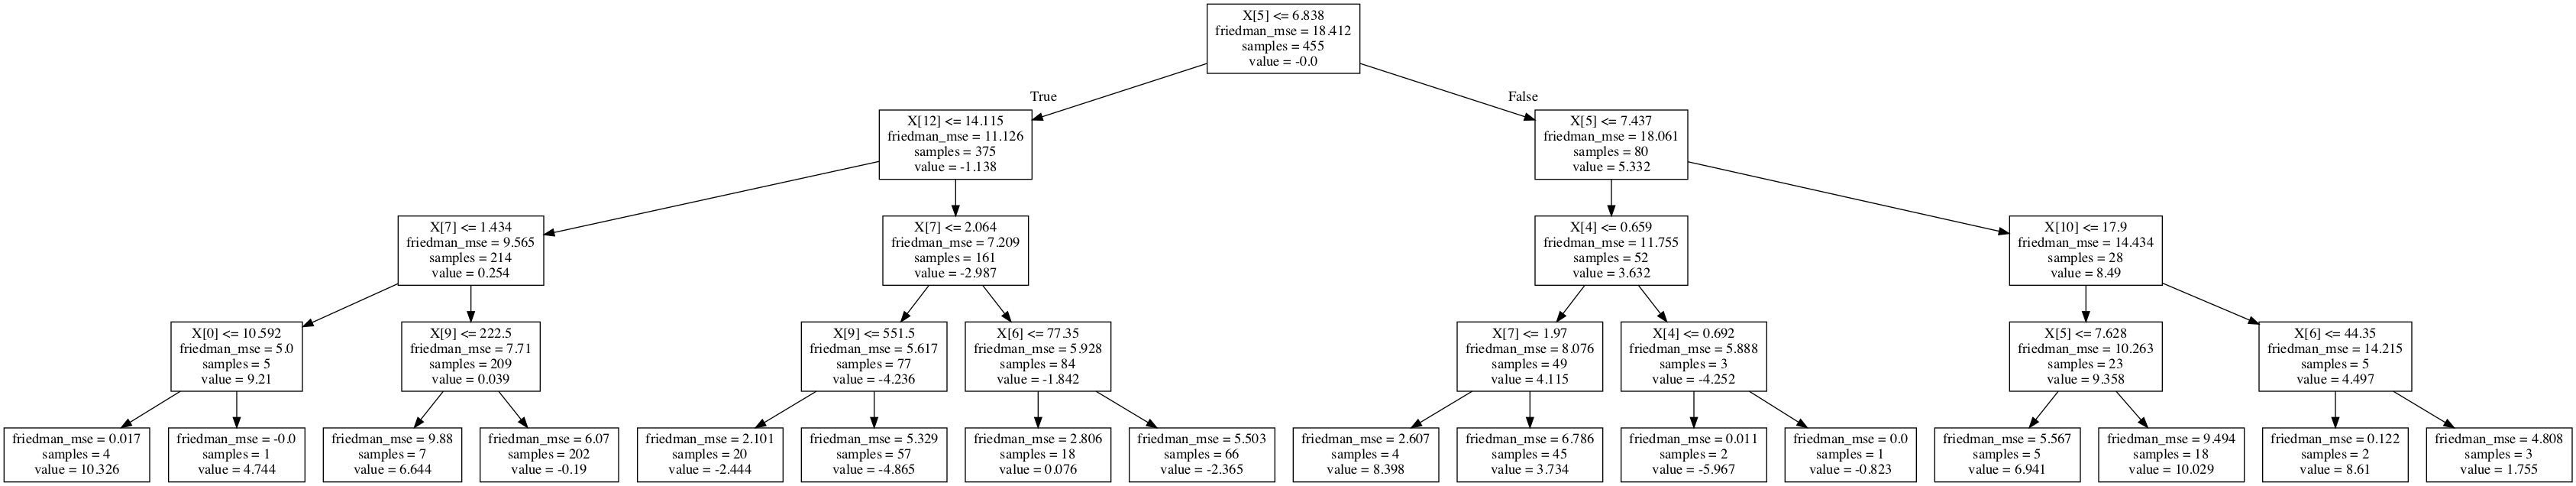 X[5] <= 6.838
friedman_mse = 18.412
samples = 455
value = -0.0
True
False
X[12] <= 14.115
friedman_mse = 11.126
samples = 375
value = -1.138
X[5] <= 7.437
friedman_mse = 18.061
samples = 80
value = 5.332
X[7] <= 1.434
friedman_mse = 9.565
samples = 214
value = 0.254
X[7] <= 2.064
friedman_mse = 7.209
samples = 161
value = -2.987
X[4] <= 0.659
friedman_mse = 11.755
samples = 52
value = 3.632
X[10] <= 17.9
friedman_mse = 14.434
samples = 28
value = 8.49
X[0] <= 10.592
friedman_mse = 5.0
samples = 5
value = 9.21
X[9] <= 222.5
friedman_mse = 7.71
samples = 209
value = 0.039
X[9] <= 551.5
friedman_mse = 5.617
samples = 77
value = -4.236
X[6] <= 77.35
friedman_mse = 5.928
samples = 84
value = -1.842
X[7] <= 1.97
friedman_mse = 8.076
samples = 49
value = 4.115
X[4] <= 0.692
friedman_mse = 5.888
samples = 3
value = -4.252
X[5] <= 7.628
friedman_mse = 10.263
samples = 23
value = 9.358
X[6] <= 44.35
friedman_mse = 14.215
samples = 5
value = 4.497
friedman_mse = 0.017
samples = 4
value = 10.326
friedman_mse = -0.0
samples = 1
value = 4.744
friedman_mse = 9.88
samples = 7
value = 6.644
friedman_mse = 6.07
samples = 202
value = -0.19
friedman_mse = 2.101
samples = 20
value = -2.444
friedman_mse = 5.329
samples = 57
value = -4.865
friedman_mse = 2.806
samples = 18
value = 0.076
friedman_mse = 5.503
samples = 66
value = -2.365
friedman_mse = 2.607
samples = 4
value = 8.398
friedman_mse = 6.786
samples = 45
value = 3.734
friedman_mse = 0.011
samples = 2
value = -5.967
friedman_mse = 0.0
samples = 1
value = -0.823
friedman_mse = 5.567
samples = 5
value = 6.941
friedman_mse = 9.494
samples = 18
value = 10.029
friedman_mse = 0.122
samples = 2
value = 8.61
friedman_mse = 4.808
samples = 3
value = 1.755